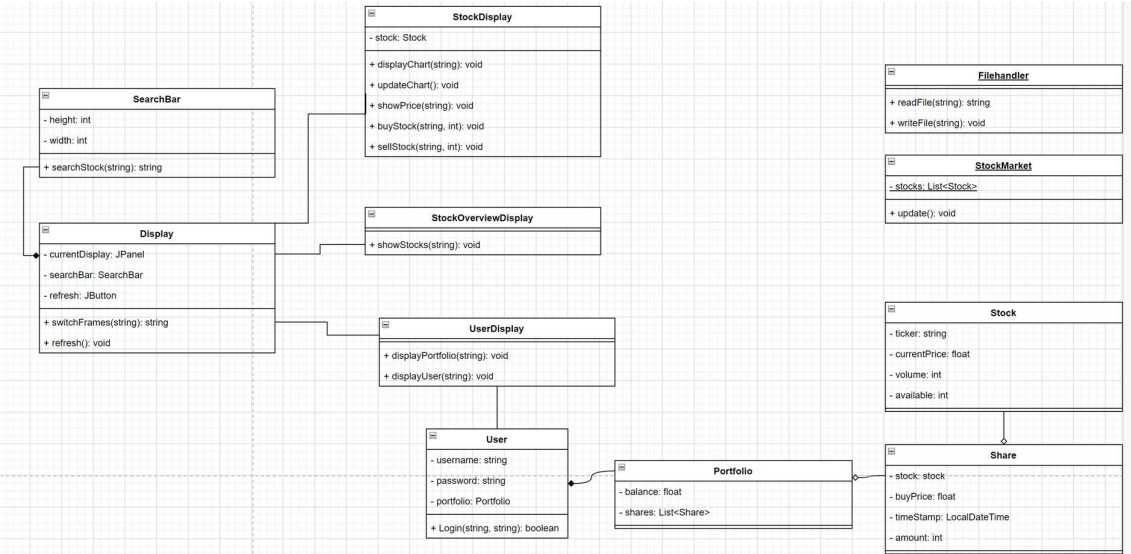 StockDisplay
- stock: Stock
+ displayChart(string): void
+ updateChart(): void
+ showPrice(string): void
+ buyStock(string, int): void
+ sellStock(string, int): void
Filehandler
+ readFile(string): string
+ writeFile(string): void
SearchBar
- height: int
- width: int
+ searchStock(string): string
StockMarket
- stocks: List<Stock>
+ update(): void
StockOverviewDisplay
+ showStocks(string): void
Display
- currentDisplay: JPanel
- searchBar: SearchBar
- refresh: JButton
+ switchFrames(string): string
+ refresh(): void
UserDisplay
+ displayPortfolio(string): void
+ displayUser(string): void
Stock
- ticker: string
- currentPrice: float
- volume: int
- available: int
User
- username: string
- password: string
- portfolio: Portfolio
+ Login(string, string): boolean
Portfolio
- balance: float
- shares: List<Share>
Share
- stock: stock
- buyPrice: float
- timeStamp: LocalDateTime
- amount: int